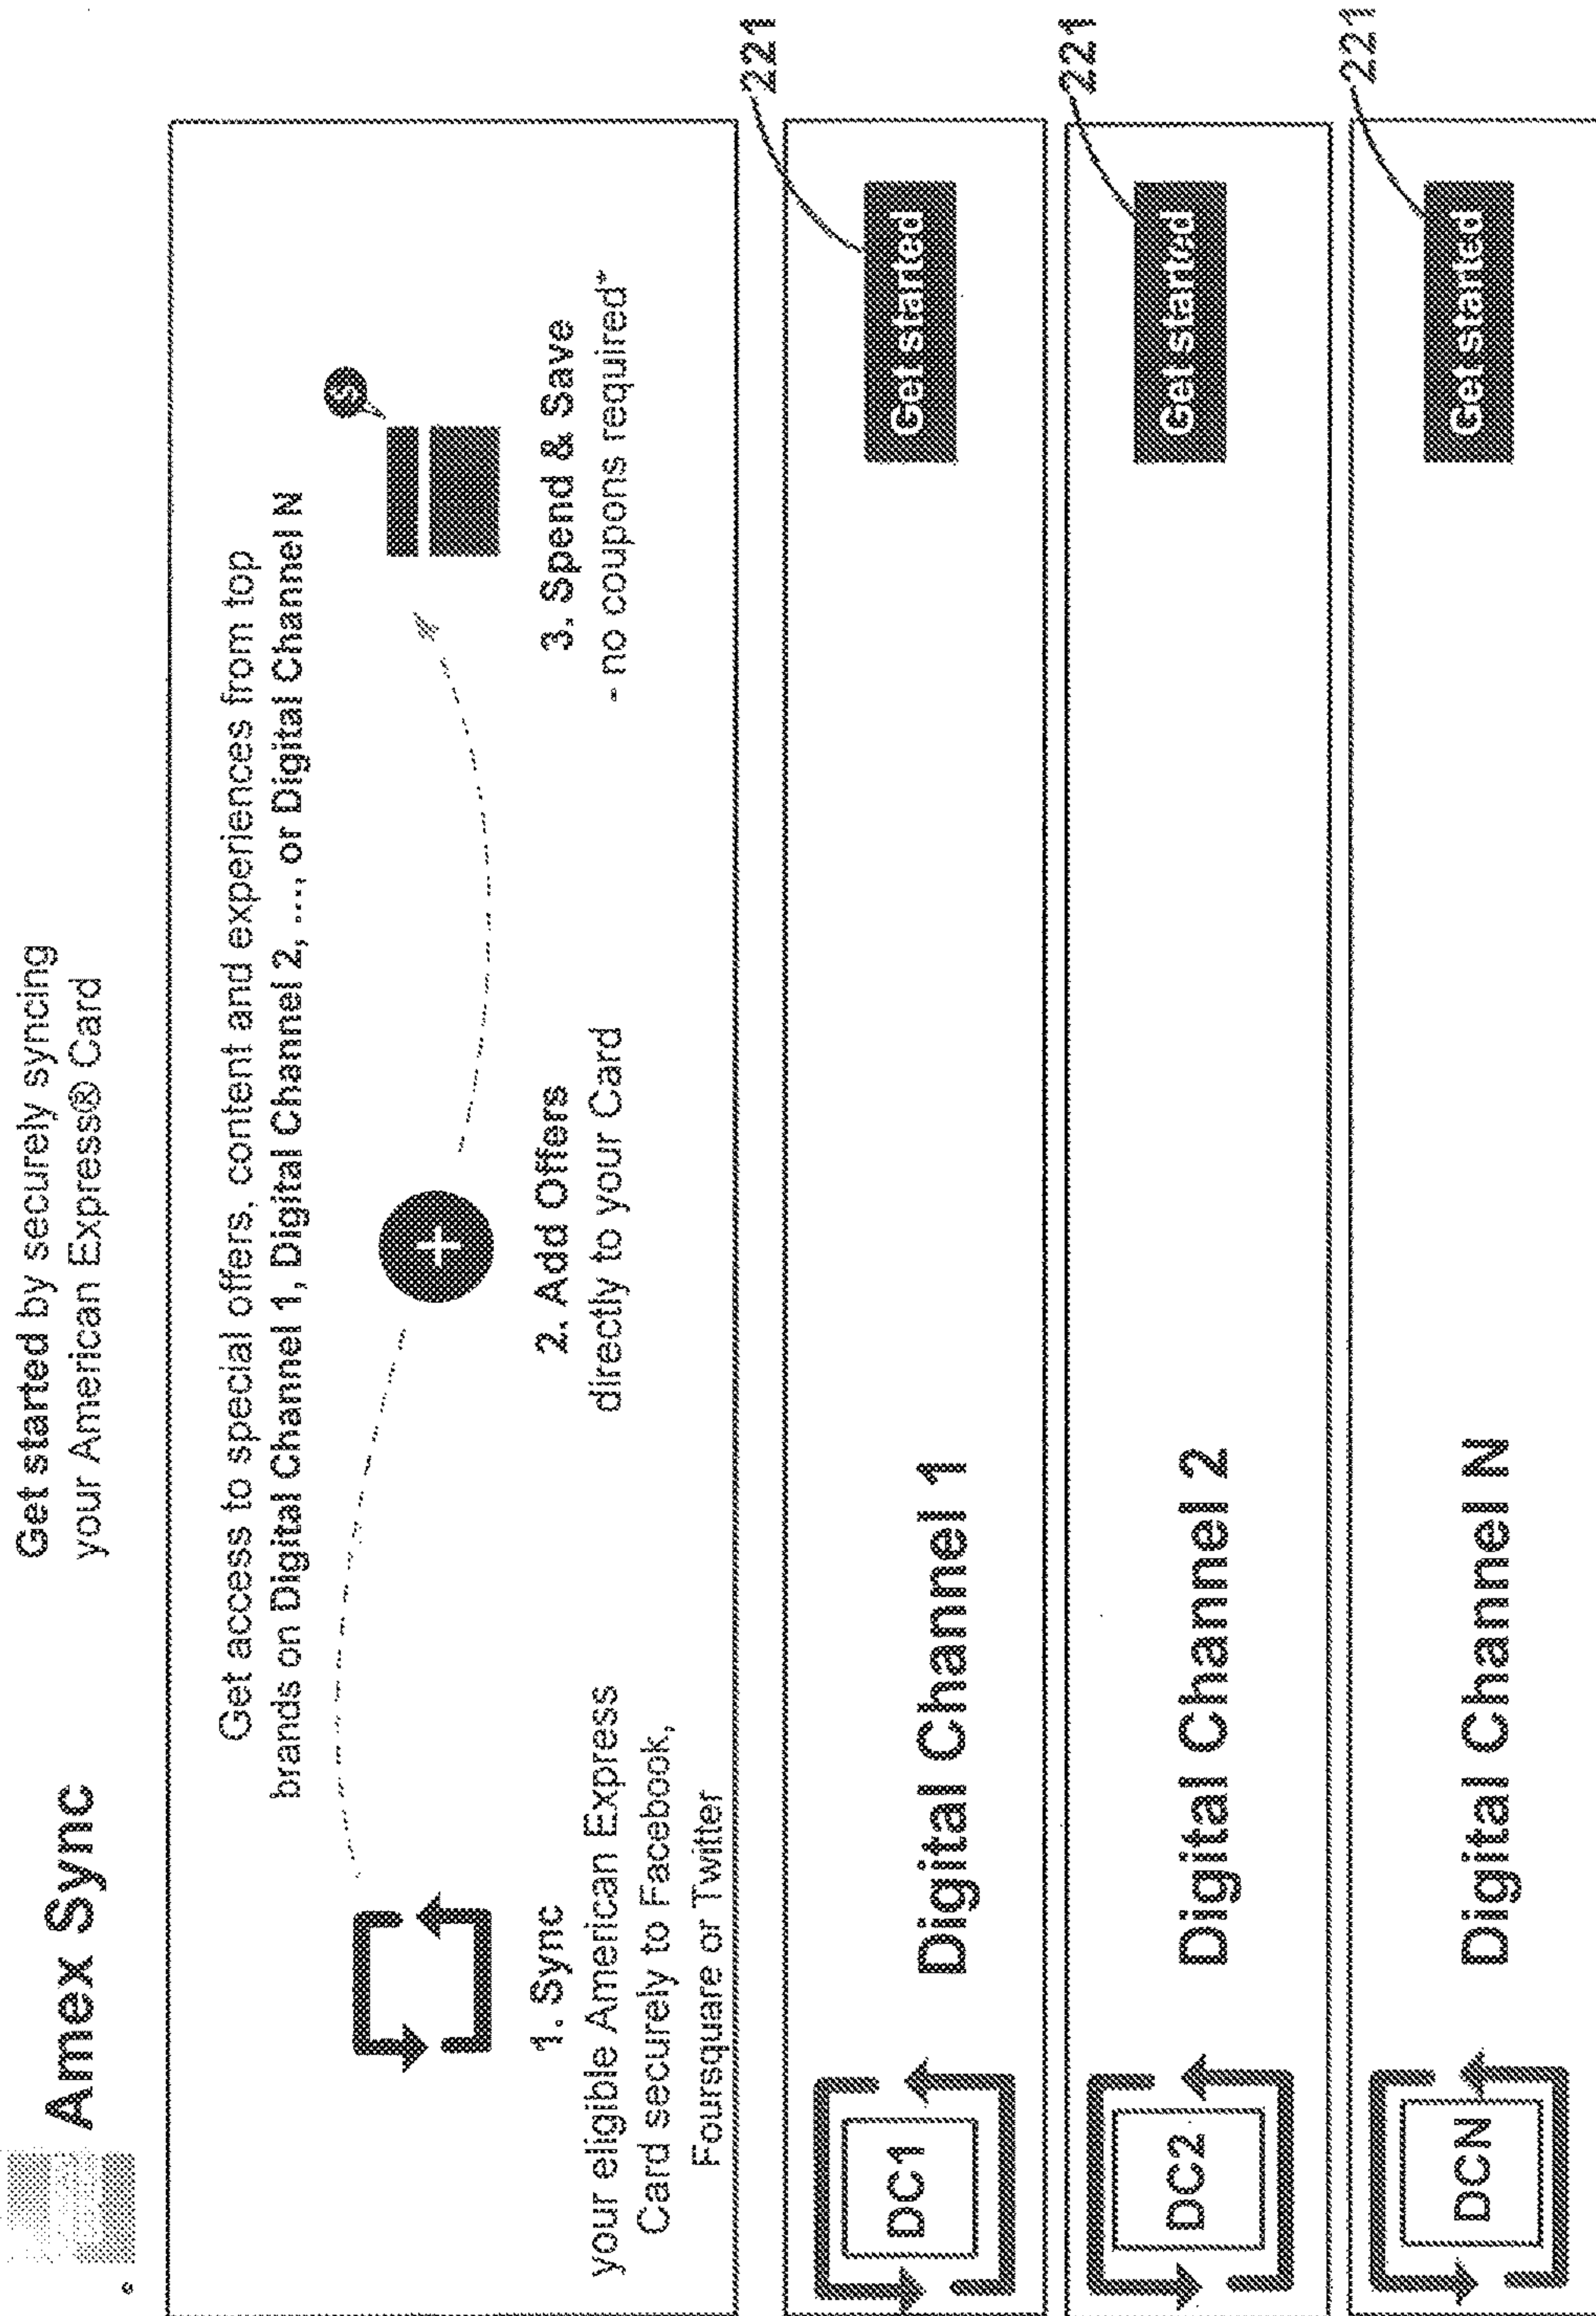 Amex Sync
Get started by securely syncing
your American Express® Card
Get access to special offers, content and experiences from top
brands on Digital Channel 1, Digital Channel 2, ..., or Digital Channel N
1. Sync
your eligible American Express
Card securely to Facebook,
Foursquare or Twitter
+
2. Add Offers
directly to your Card
$
3. Spend & Save
- no coupons required*
DC1
Digital Channel 1
Get started
221
DC2
Digital Channel 2
Get started
221
DCN
Digital Channel N
Get started
221